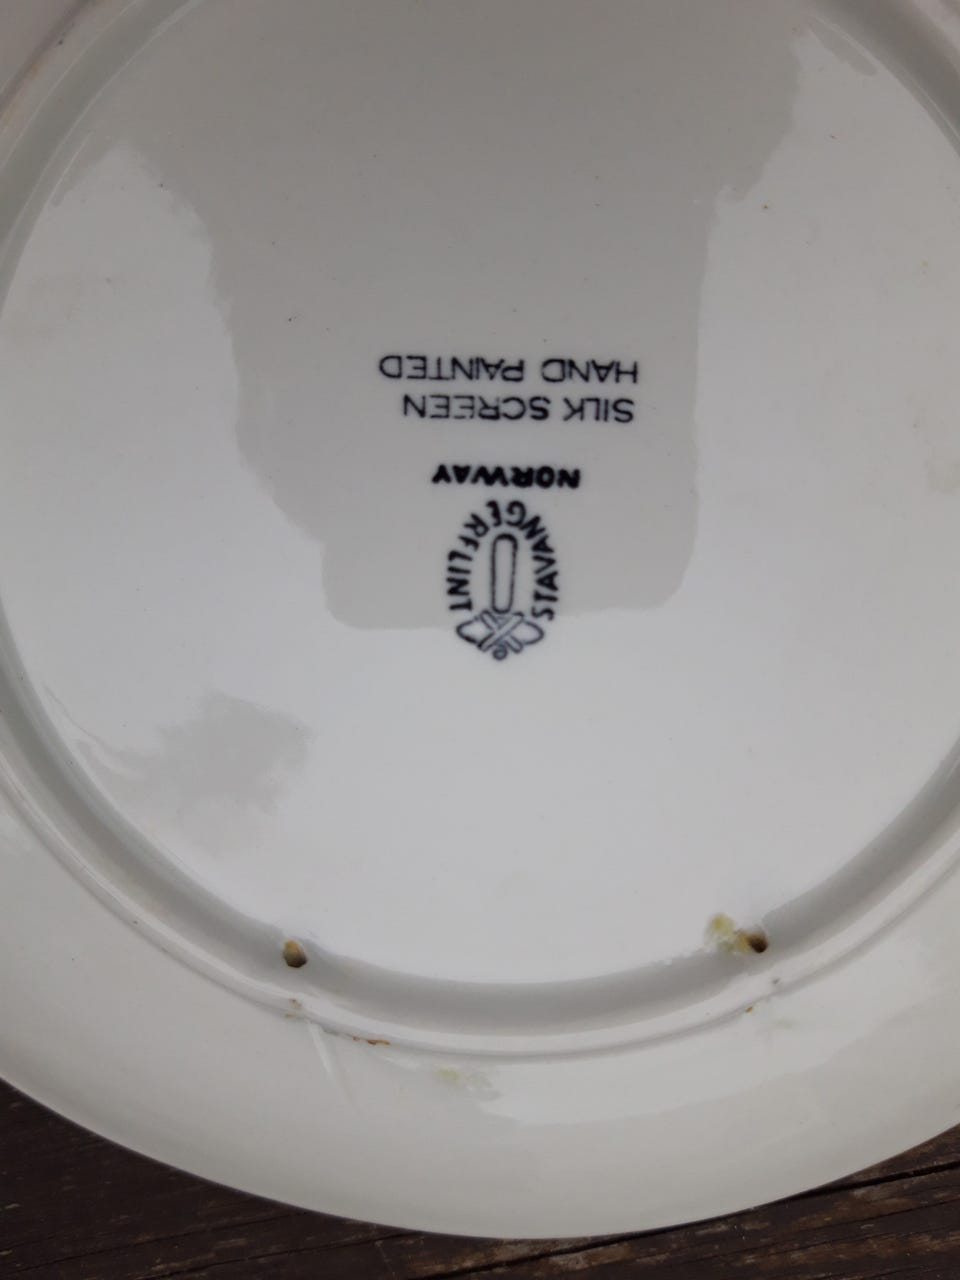 STAVANGERFLINT
NORWAY
SILK SCREEN
HAND PAINTED